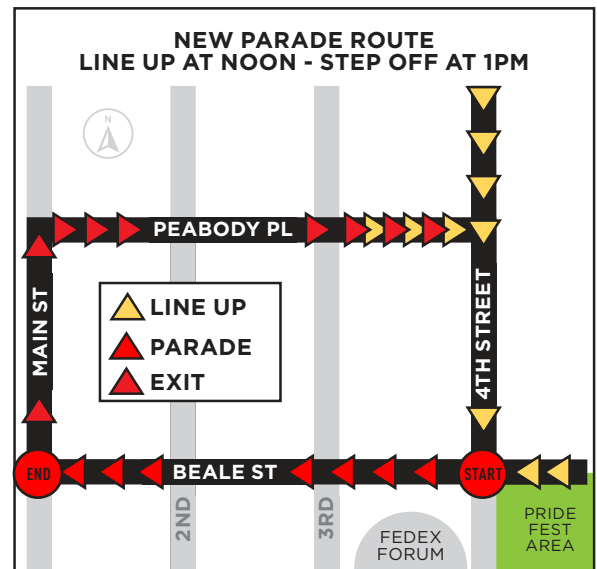 NEW PARADE ROUTE
LINE UP AT NOON - STEP OFF AT 1PM
N
PEABODY PL
MAIN ST
LINE UP
PARADE
EXIT
4TH STREET
END
BEALE ST
START
2ND
3RD
FEDEX
FORUM
PRIDE
FEST
AREA